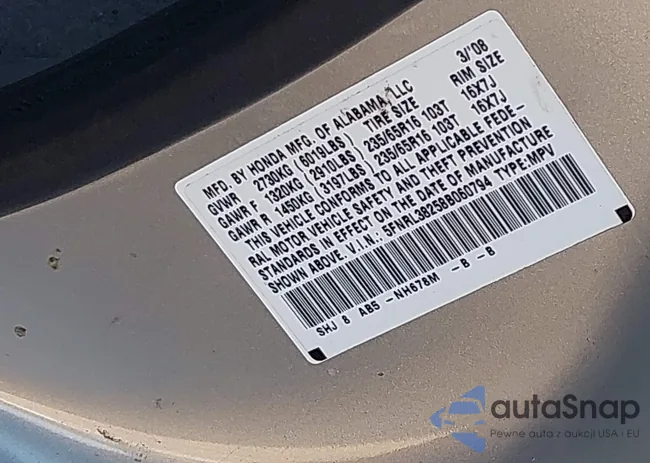 MFD. BY HONDA MFG. OF ALABAMA, LLC 3/'08
GVWR 2730KG (6019LBS) TIRE SIZE RIM SIZE
GAWR F 1320KG (2910LBS) 235/65R16 103T 16X7J
GAWR R 1450KG (3197LBS) 235/65R16 103T 16X7J
THIS VEHICLE CONFORMS TO ALL APPLICABLE FEDE-
RAL MOTOR VEHICLE SAFETY AND THEFT PREVENTION
STANDARDS IN EFFECT ON THE DATE OF MANUFACTURE
SHOWN ABOVE. V.I.N.: 5FNRL38258B050794 TYPE:MPV
SHJ 8 AB5 -NH678M -B -B
autaSnap
Pewne auta z aukcji USA i EU